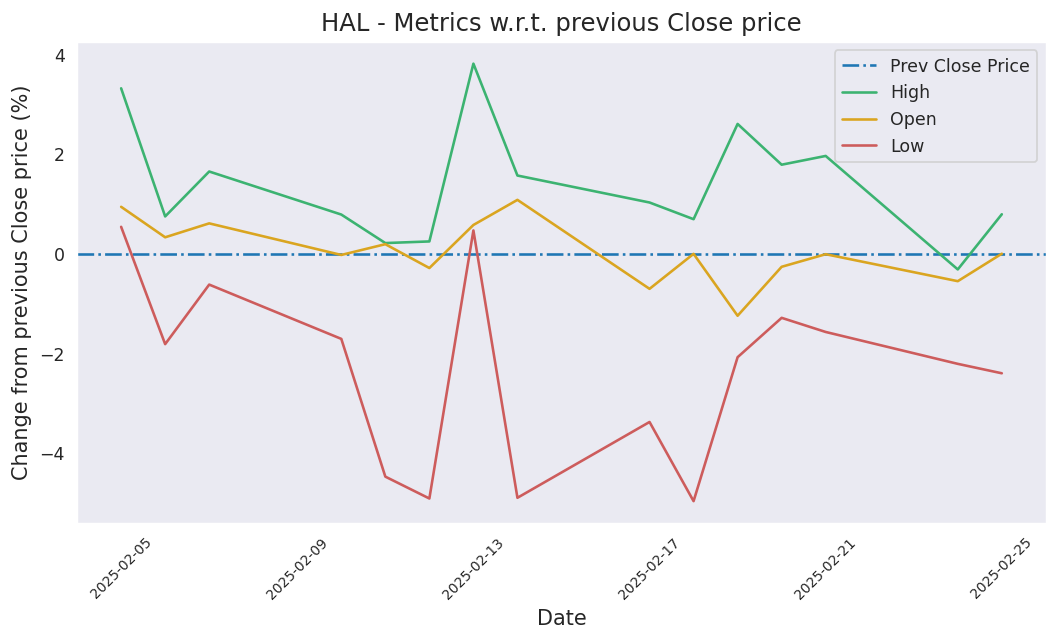 HAL - Metrics w.r.t. previous Close price
Change from previous Close price (%)
4
2
0
−2
−4
Prev Close Price
High
Open
Low
2025-02-05
2025-02-09
2025-02-13
2025-02-17
2025-02-21
2025-02-25
Date